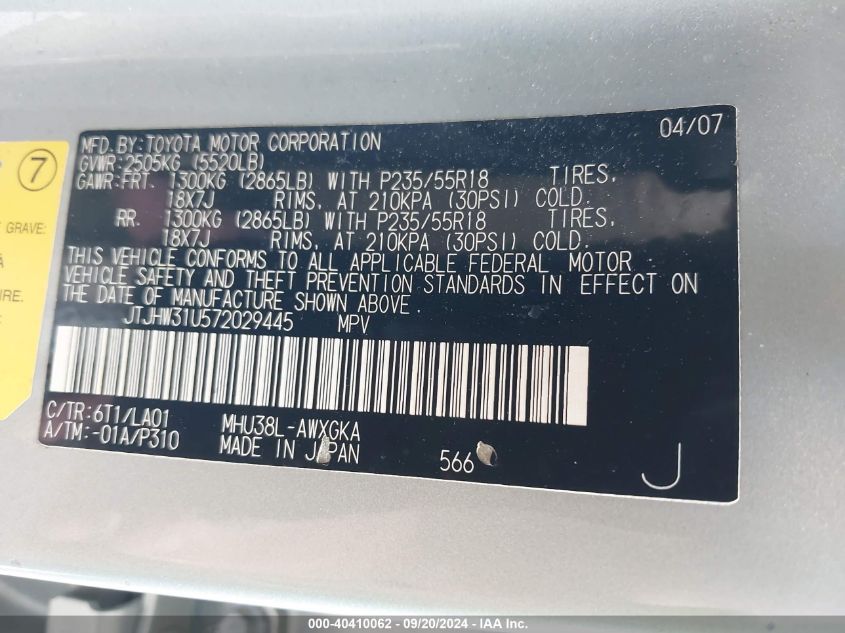 04/07
MFD.BY:TOYOTA MOTOR CORPORATION
GVWR:2505KG (5520LB)
GAWR:FRT. 1300KG (2865LB) WITH P235/55R18 TIRES,
18X7J RIMS, AT 210KPA (30PSI) COLD.
RR. 1300KG (2865LB) WITH P235/55R18 TIRES,
18X7J RIMS, AT 210KPA (30PSI) COLD.
THIS VEHICLE CONFORMS TO ALL APPLICABLE FEDERAL MOTOR
VEHICLE SAFETY AND THEFT PREVENTION STANDARDS IN EFFECT ON
THE DATE OF MANUFACTURE SHOWN ABOVE.
JTJHW31U572029445 MPV
C/TR:6T1/LA01 MHU38L-AWXGKA
A/TM:-01A/P310 MADE IN JAPAN 566 J
7
GRAVE:
000-40410062 - 09/20/2024 - IAA Inc.